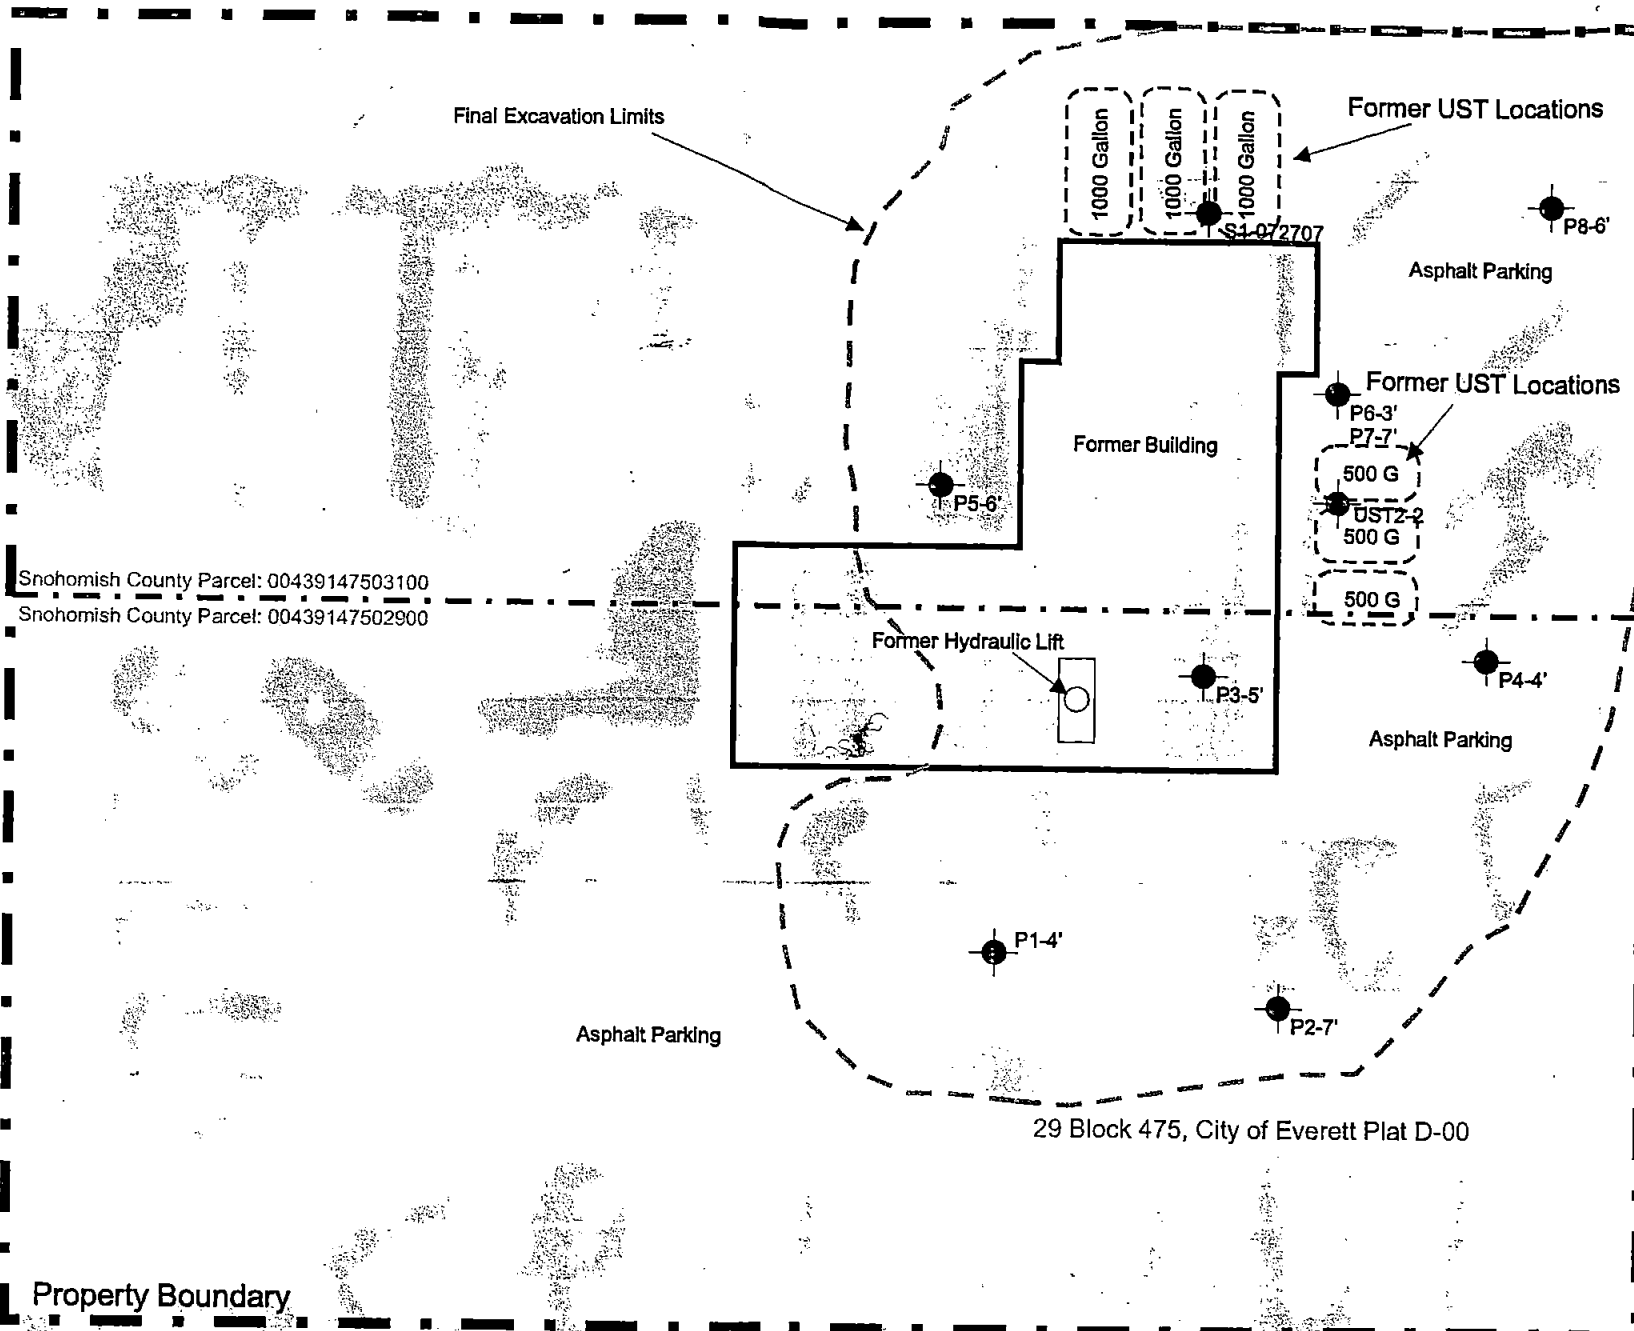 Final Excavation Limits
1000 Gallon
1000 Gallon
1000 Gallon
Former UST Locations
S1-072707
P8-6'
Asphalt Parking
Former UST Locations
P6-3'
P7-7'
Former Building
500 G
P5-6'
UST2-2
500 G
Snohomish County Parcel: 00439147503100
500 G
Snohomish County Parcel: 00439147502900
Former Hydraulic Lift
P4-4'
P3-5'
Asphalt Parking
P1-4'
P2-7'
Asphalt Parking
29 Block 475, City of Everett Plat D-00
Property Boundary